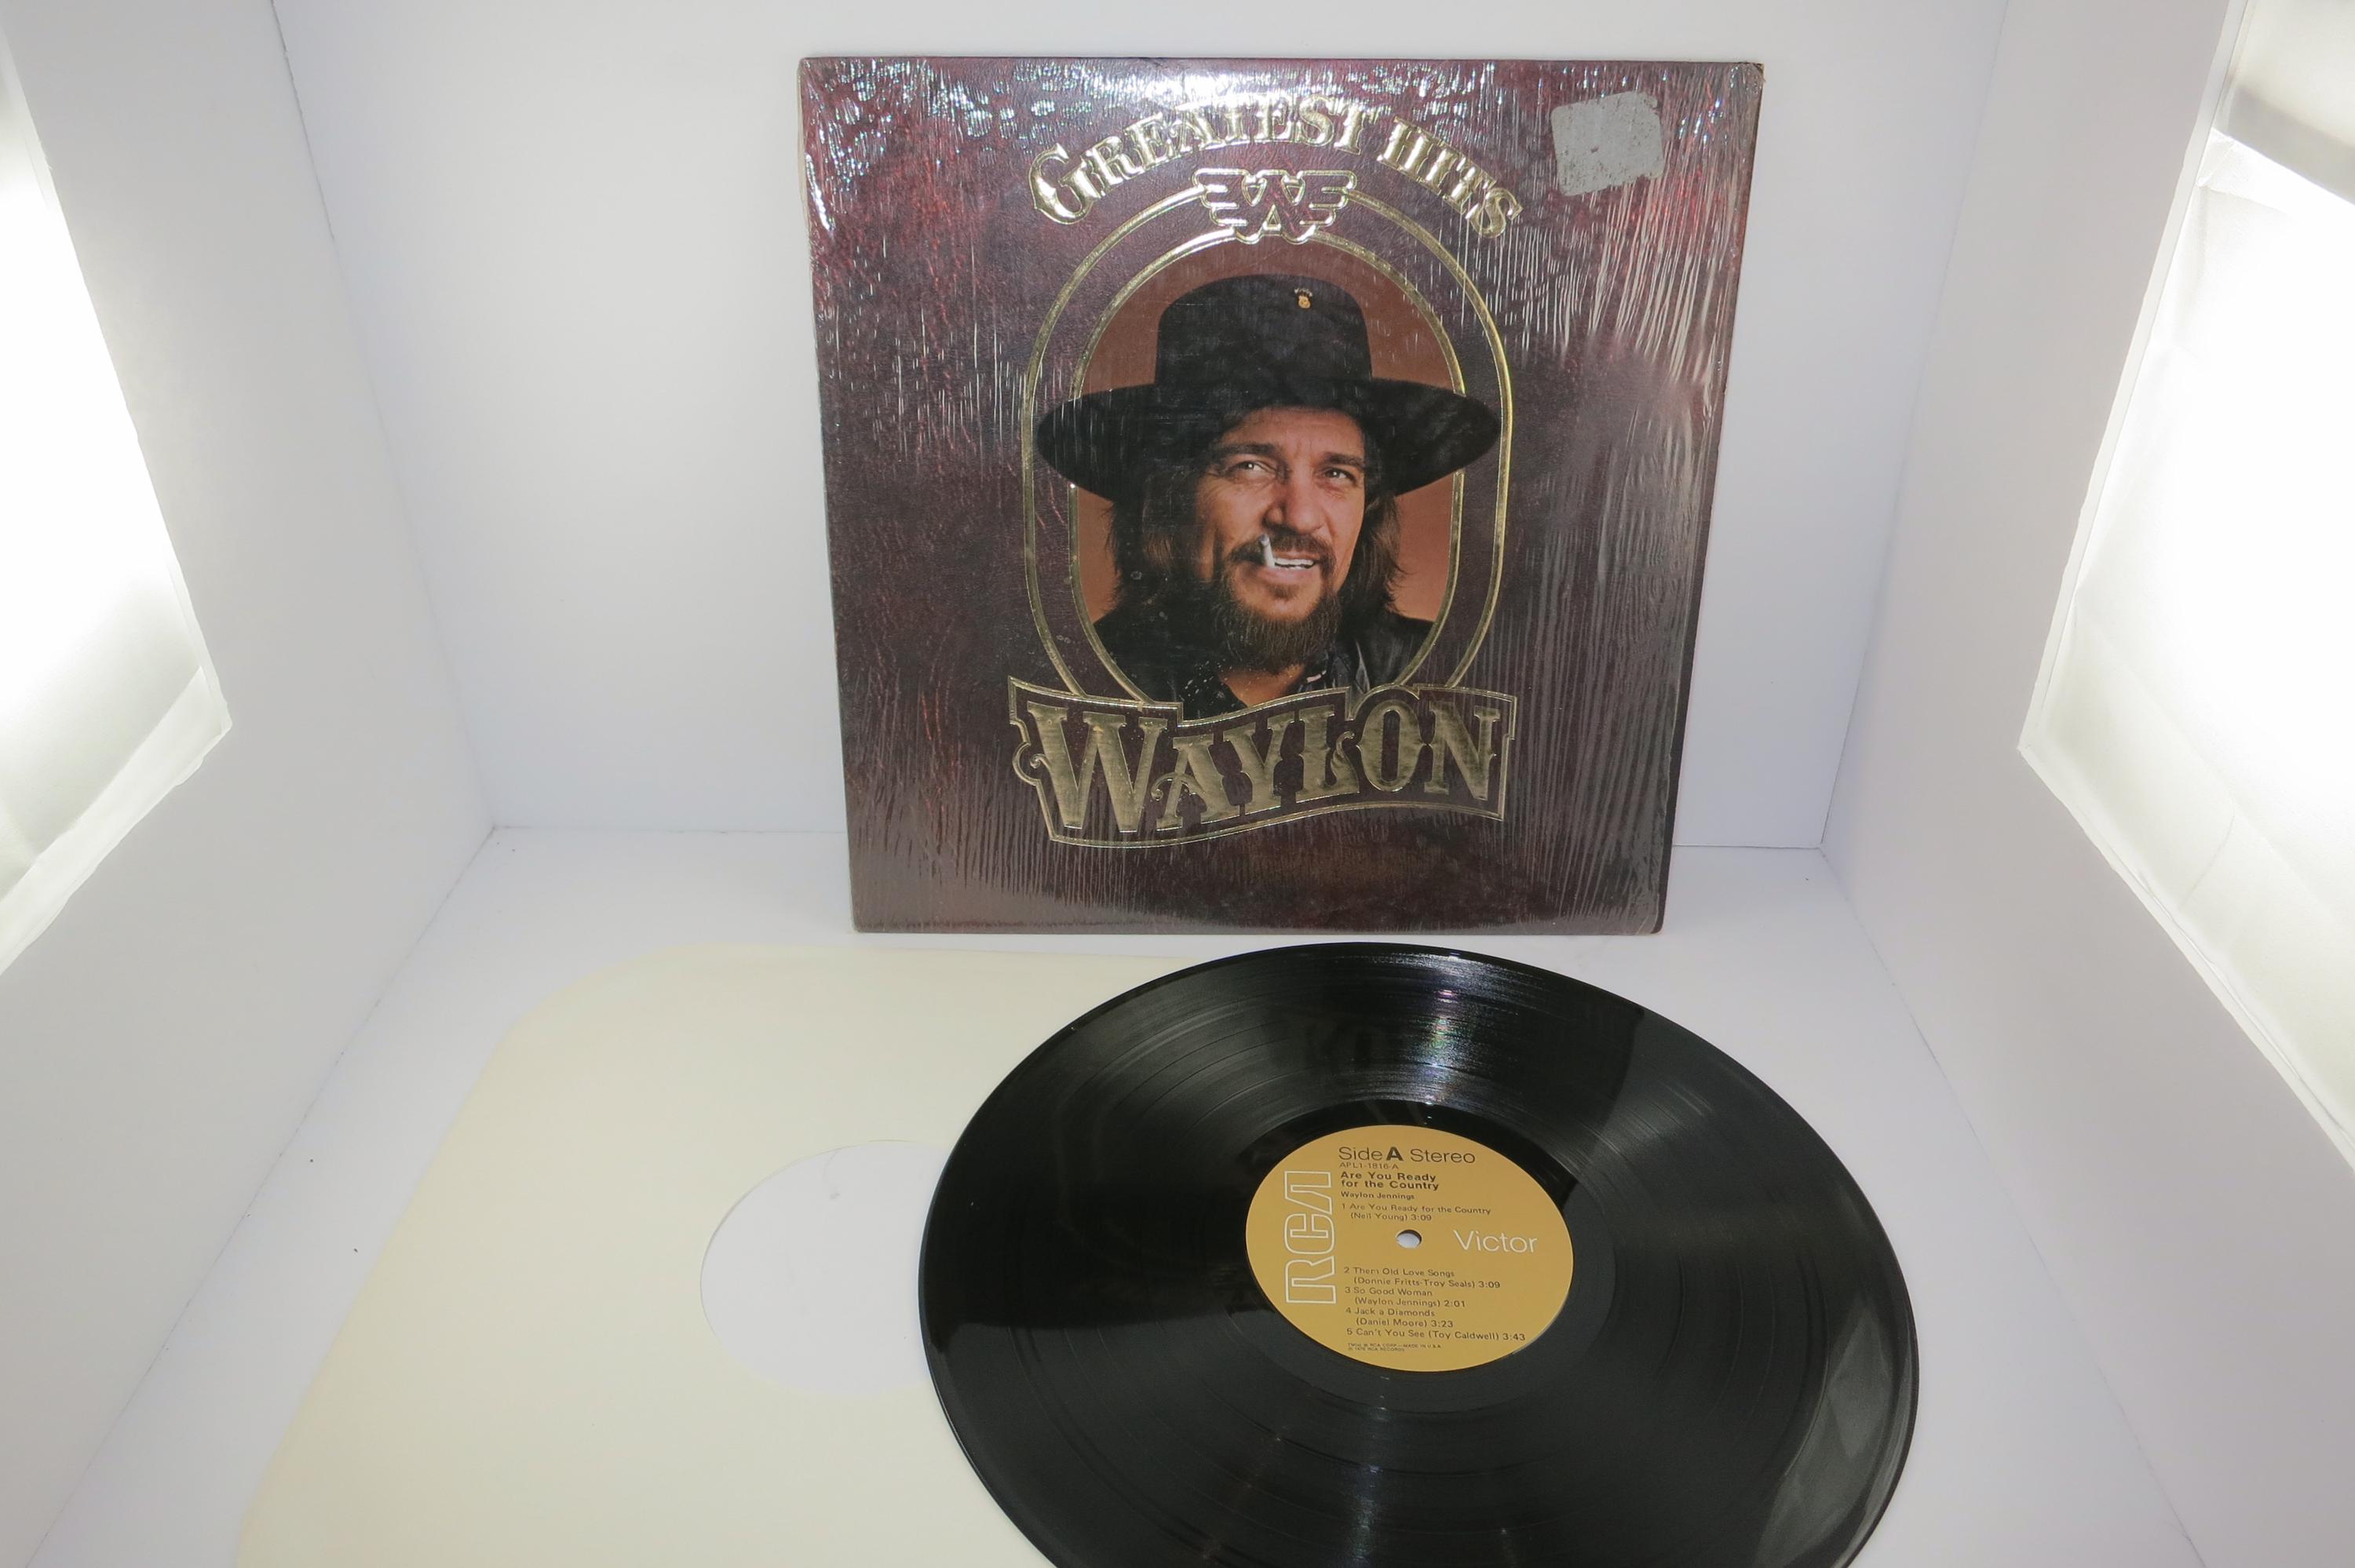 GREATEST HITS
W
WAYLON
Side A Stereo
APL1-1816-A
Are You Ready
for the Country
Waylon Jennings
1 Are You Ready for the Country
(Neil Young) 3:09
RCA
Victor
2 Them Old Love Songs
(Donnie Fritts-Troy Seals) 3:09
3 So Good Woman
(Waylon Jennings) 2:01
4 Jack a Diamonds
(Daniel Moore) 3:23
5 Can't You See (Toy Caldwell) 3:43